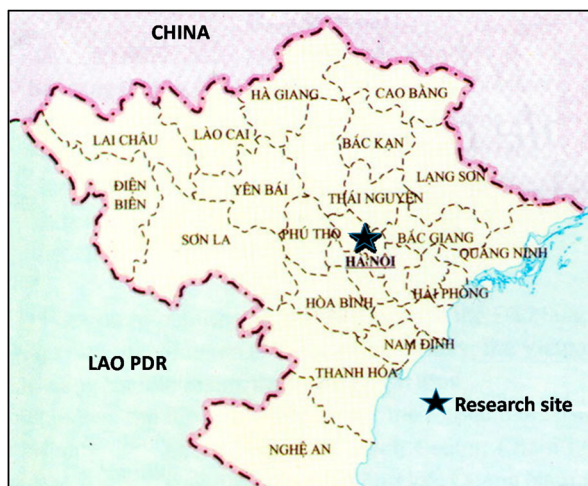 CHINA
HÀ GIANG
CAO BẰNG
LAI CHÂU
LÀO CAI
BẮC KẠN
LẠNG SƠN
ĐIỆN
BIÊN
YÊN BÁI
THÁI NGUYÊN
SƠN LA
PHÚ THỌ
BẮC GIANG
HÀ NỘI
QUẢNG NINH
HÒA BÌNH
HẢI PHÒNG
NAM ĐỊNH
LAO PDR
THANH HÓA
Research site
NGHỆ AN